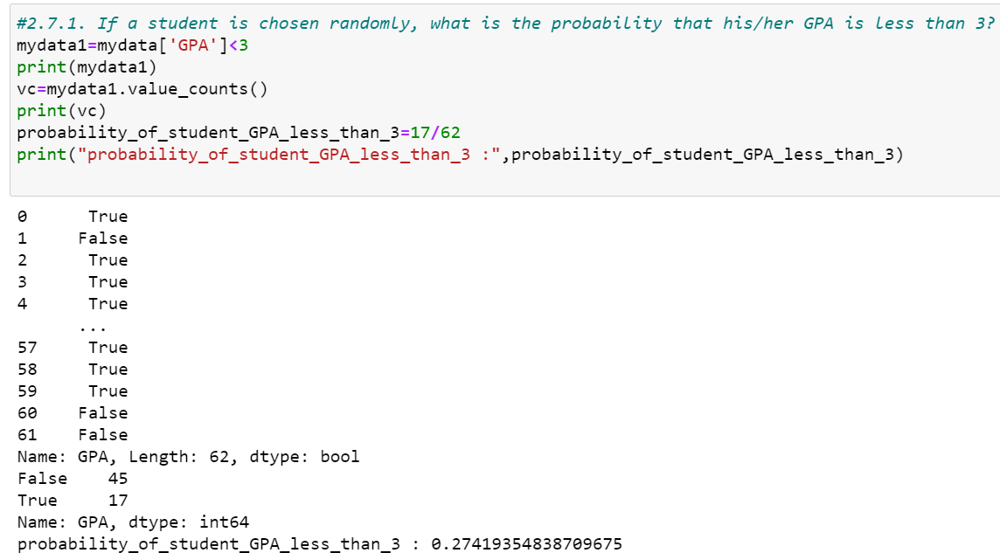 #2.7.1. If a student is chosen randomly, what is the probability that his/her GPA is less than 3?
mydata1=mydata['GPA']<3
print(mydata1)
vc=mydata1.value_counts()
print(vc)
probability_of_student_GPA_less_than_3=17/62
print("probability_of_student_GPA_less_than_3 :",probability_of_student_GPA_less_than_3)
0      True
1     False
2      True
3      True
4      True
      ...
57     True
58     True
59     True
60    False
61    False
Name: GPA, Length: 62, dtype: bool
False    45
True     17
Name: GPA, dtype: int64
probability_of_student_GPA_less_than_3 : 0.27419354838709675